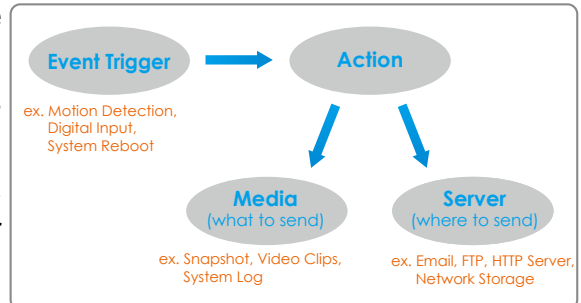 Event Trigger
Action
ex. Motion Detection,
Digital Input,
System Reboot
Media
(what to send)
Server
(where to send)
ex. Snapshot, Video Clips,
System Log
ex. Email, FTP, HTTP Server,
Network Storage